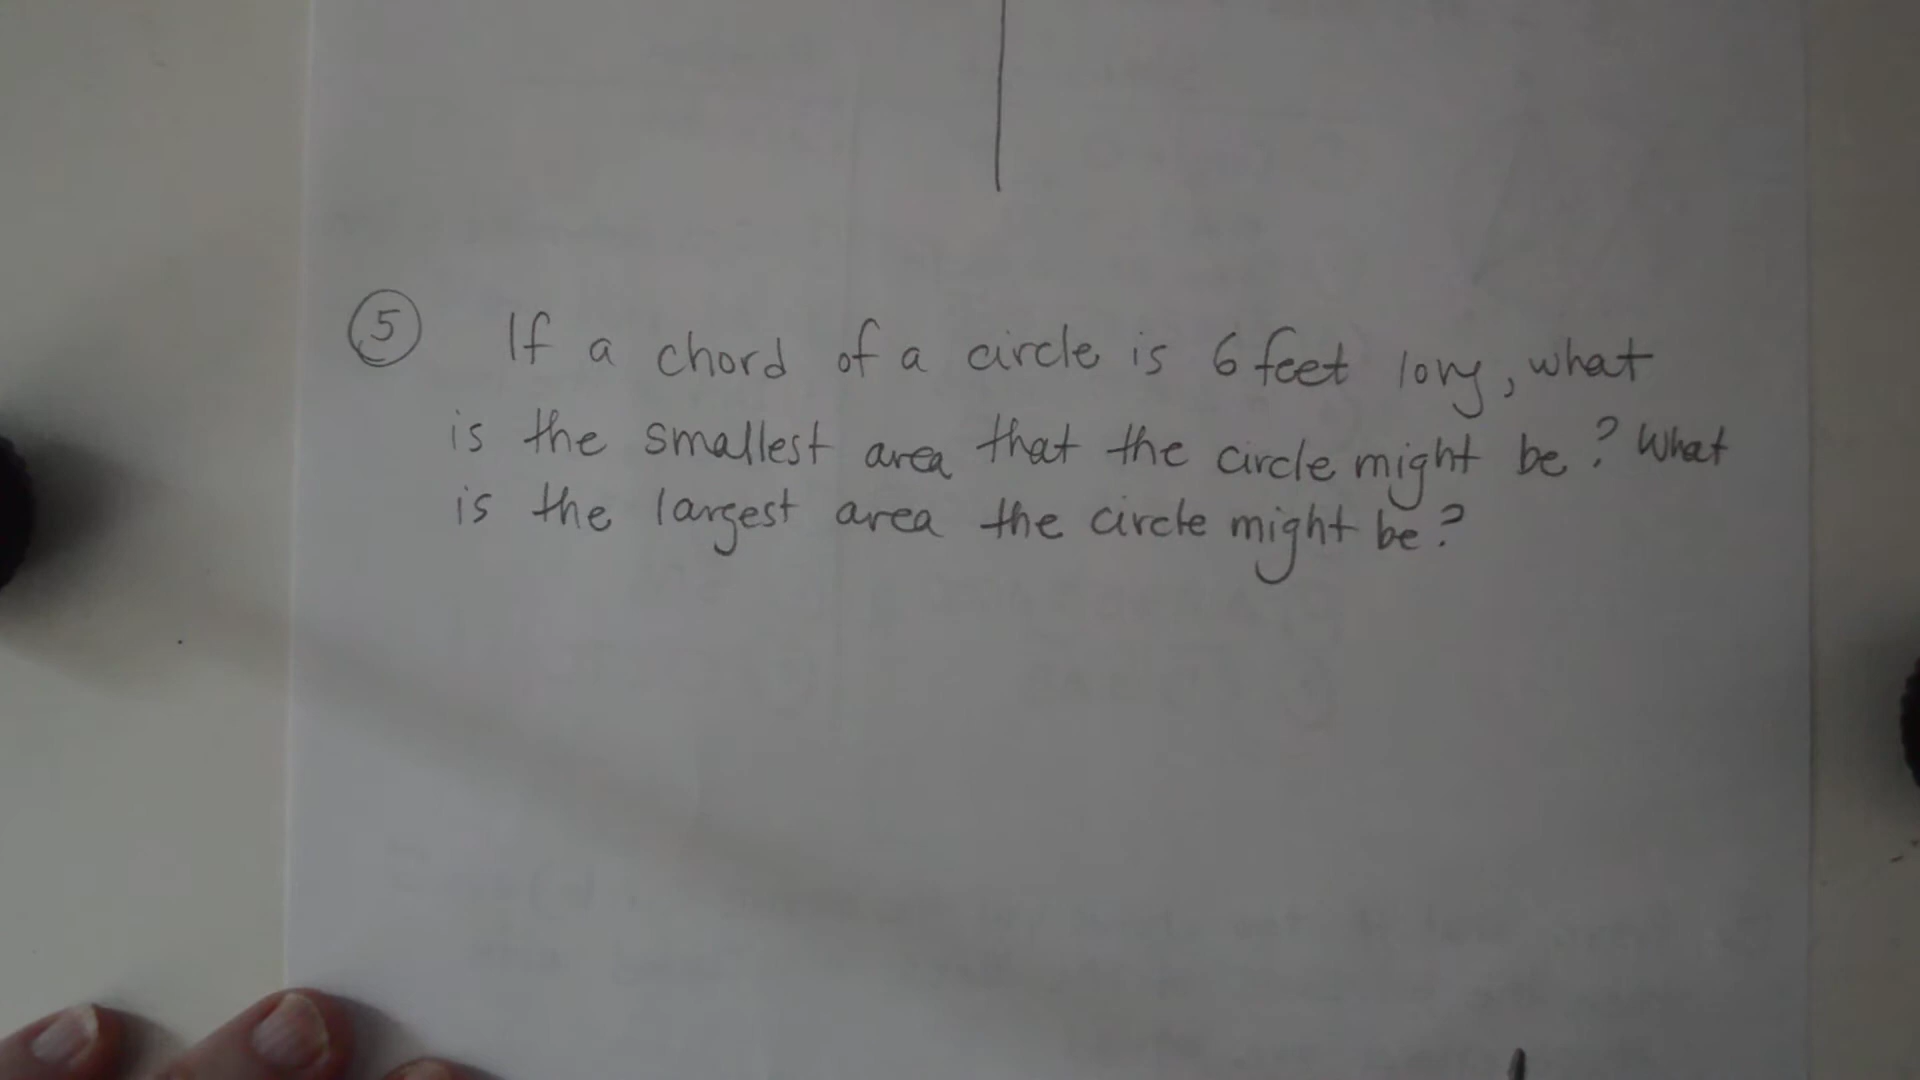 5 If a chord of a circle is 6 feet long, what
is the smallest area that the circle might be? What
is the largest area the circle might be?